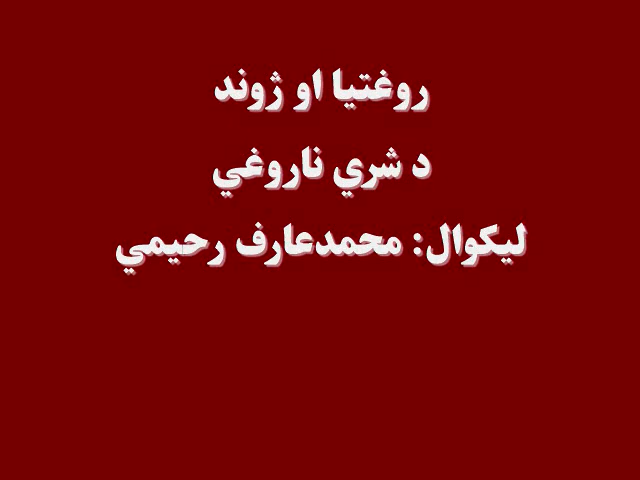 روغتيا او ژوند
د شري ناروغي
ليکوال: محمدعارف رحيمي